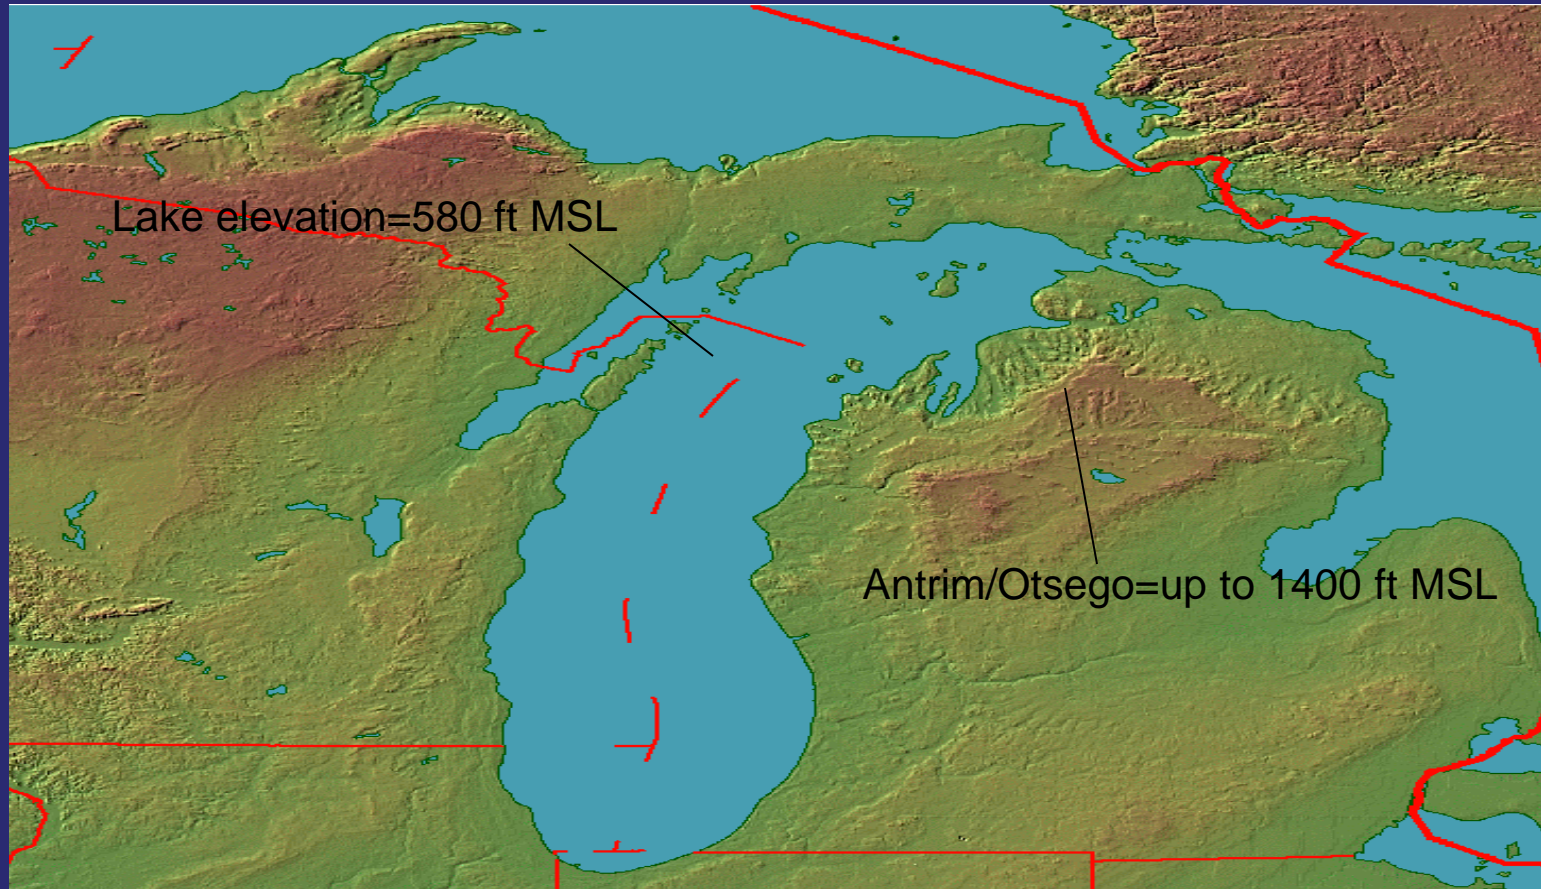 Lake elevation=580 ft MSL
Antrim/Otsego=up to 1400 ft MSL